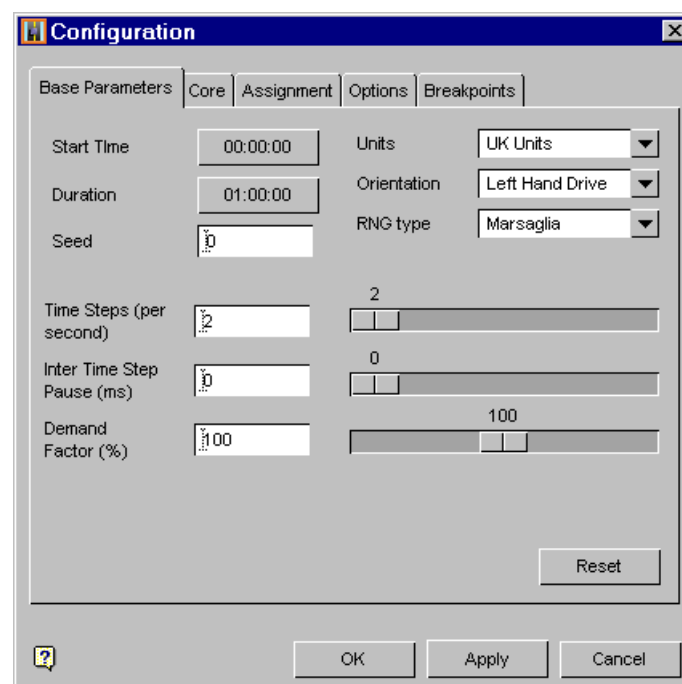 Configuration
Base Parameters Core Assignment Options Breakpoints
Start TIme 00:00:00 Units UK Units
Duration 01:00:00 Orientation Left Hand Drive
Seed 0 RNG type Marsaglia
2
Time Steps (per
second) 2
0
Inter Time Step
Pause (ms) 0
100
Demand
Factor (%) 100
Reset
OK Apply Cancel